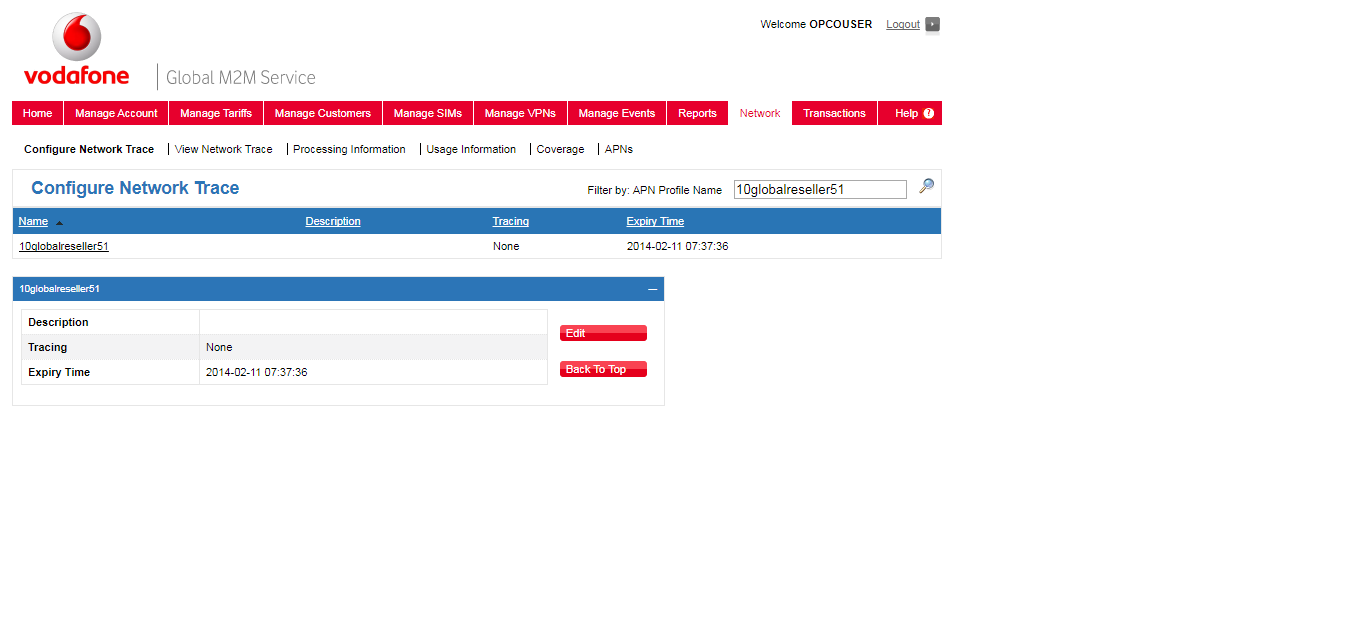 Welcome OPCOUSER Logout
vodafone Global M2M Service
Home Manage Account Manage Tariffs Manage Customers Manage SIMs Manage VPNs Manage Events Reports Network Transactions Help ?
Configure Network Trace View Network Trace Processing Information Usage Information Coverage APNs
Configure Network Trace Filter by: APN Profile Name 10globalreseller51
Name Description Tracing Expiry Time
10globalreseller51 None 2014-02-11 07:37:36
10globalreseller51
Description
Edit
Tracing None
Back To Top
Expiry Time 2014-02-11 07:37:36